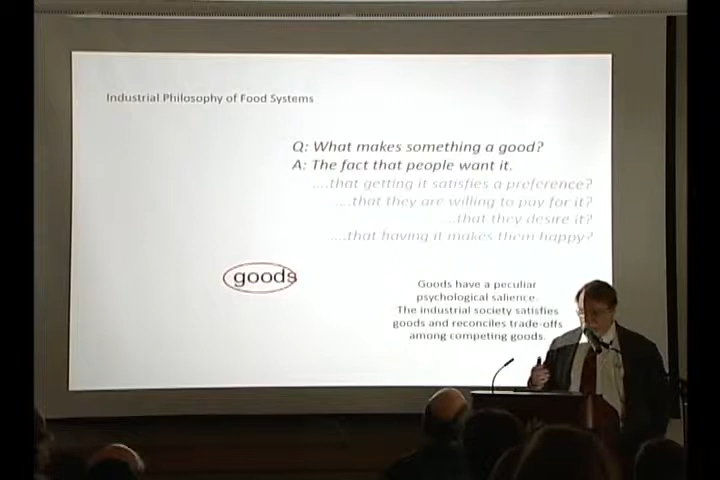 Industrial Philosophy of Food Systems
Q: What makes something a good?
A: The fact that people want it.
....that getting it satisfies a preference?
....that they are willing to pay for it?
...that they desire it?
....that having it makes them happy?
goods
Goods have a peculiar
psychological salience.
The industrial society satisfies
goods and reconciles trade-offs
among competing goods.